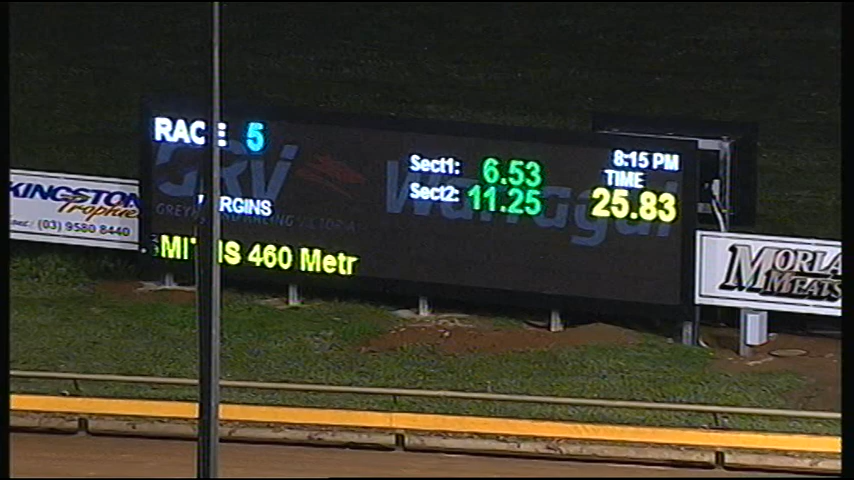 RACE 5
8:15 PM
Sect1: 6.53
TIME
Sect2: 11.25
25.83
GRV
Warragul
RGINS
460 Metr
KINGSTON
Trophies
(03) 9580 8440
MORLA
MEATS